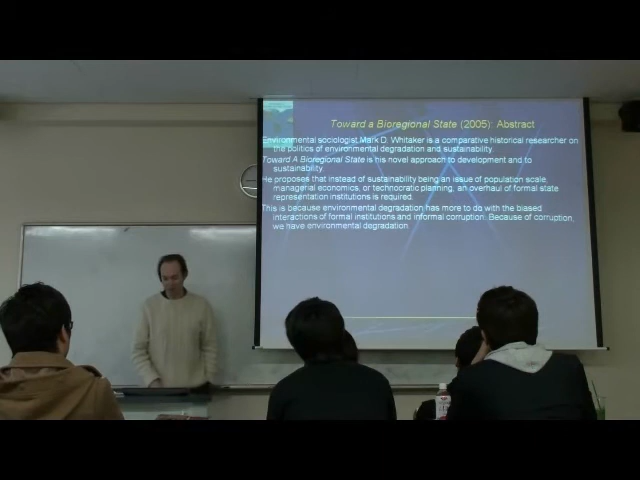 Toward a Bioregional State (2005): Abstract
Environmental sociologist Mark D. Whitaker is a comparative historical researcher on
the politics of environmental degradation and sustainability.
Toward A Bioregional State is his novel approach to development and to
sustainability.
He proposes that instead of sustainability being an issue of population scale,
managerial economics, or technocratic planning, an overhaul of formal state
representation institutions is required.
This is because environmental degradation has more to do with the biased
interactions of formal institutions and informal corruption. Because of corruption,
we have environmental degradation.